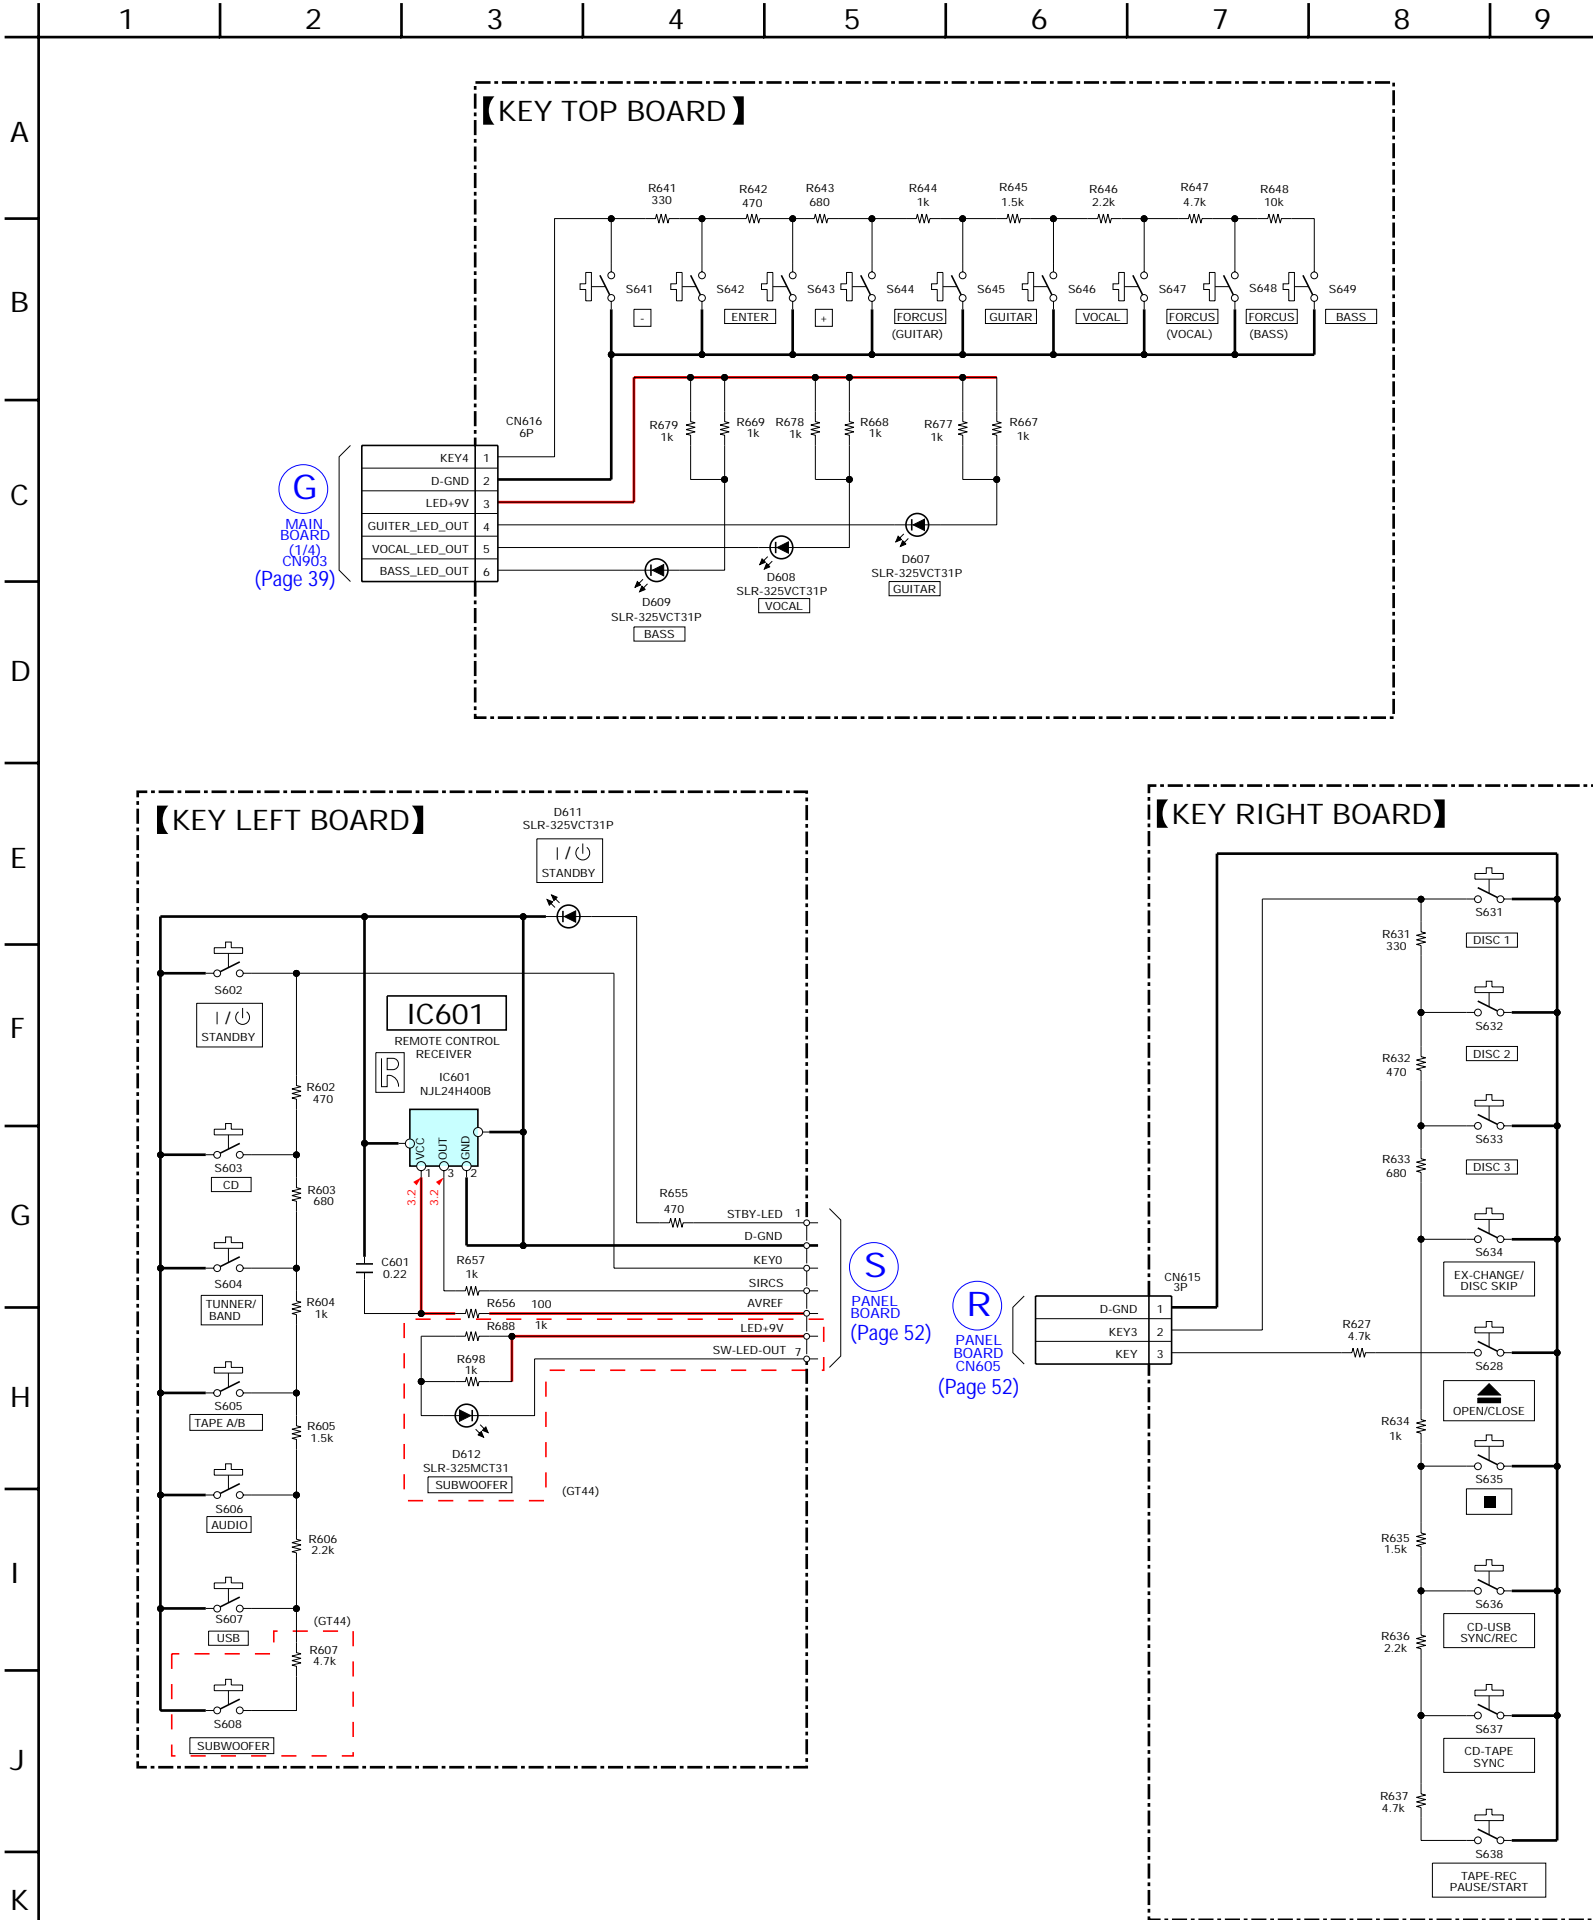 1 2 3 4 5 6 7 8 9
A
B
C
D
E
F
G
H
I
J
K
【KEY TOP BOARD】
R641
330
R642
470
R643
680
R644
1k
R645
1.5k
R646
2.2k
R647
4.7k
R648
10k
S641
-
S642
ENTER
S643
+
S644
FORCUS
(GUITAR)
S645
GUITAR
S646
VOCAL
S647
FORCUS
(VOCAL)
S648
FORCUS
(BASS)
S649
BASS
R679
1k
R669
1k
R678
1k
R668
1k
R677
1k
R667
1k
CN616
6P
KEY4 1
D-GND 2
LED+9V 3
GUITER_LED_OUT 4
VOCAL_LED_OUT 5
BASS_LED_OUT 6
G
MAIN
BOARD
(1/4)
CN903
(Page 39)
D607
SLR-325VCT31P
GUITAR
D608
SLR-325VCT31P
VOCAL
D609
SLR-325VCT31P
BASS
【KEY LEFT BOARD】
D611
SLR-325VCT31P
I/⏻
STANDBY
S602
I/⏻
STANDBY
R602
470
S603
CD
R603
680
S604
TUNNER/
BAND
R604
1k
S605
TAPE A/B
R605
1.5k
S606
AUDIO
R606
2.2k
S607
USB
(GT44)
R607
4.7k
S608
SUBWOOFER
IC601
REMOTE CONTROL
RECEIVER
R
IC601
NJL24H400B
VCC
OUT
GND
1 3 2
3.2
3.2
C601
0.22
R655
470
R657
1k
R656 100
R688 1k
R698
1k
D612
SLR-325MCT31
SUBWOOFER
(GT44)
STBY-LED 1
D-GND
KEY0
SIRCS
AVREF
LED+9V
SW-LED-OUT 7
S
PANEL
BOARD
(Page 52)
【KEY RIGHT BOARD】
S631
DISC 1
R631
330
S632
DISC 2
R632
470
S633
DISC 3
R633
680
S634
EX-CHANGE/
DISC SKIP
CN615
3P
D-GND 1
KEY3 2
KEY 3
R
PANEL
BOARD
CN605
(Page 52)
R627
4.7k
S628
OPEN/CLOSE
R634
1k
S635
R635
1.5k
S636
CD-USB
SYNC/REC
R636
2.2k
S637
CD-TAPE
SYNC
R637
4.7k
S638
TAPE-REC
PAUSE/START